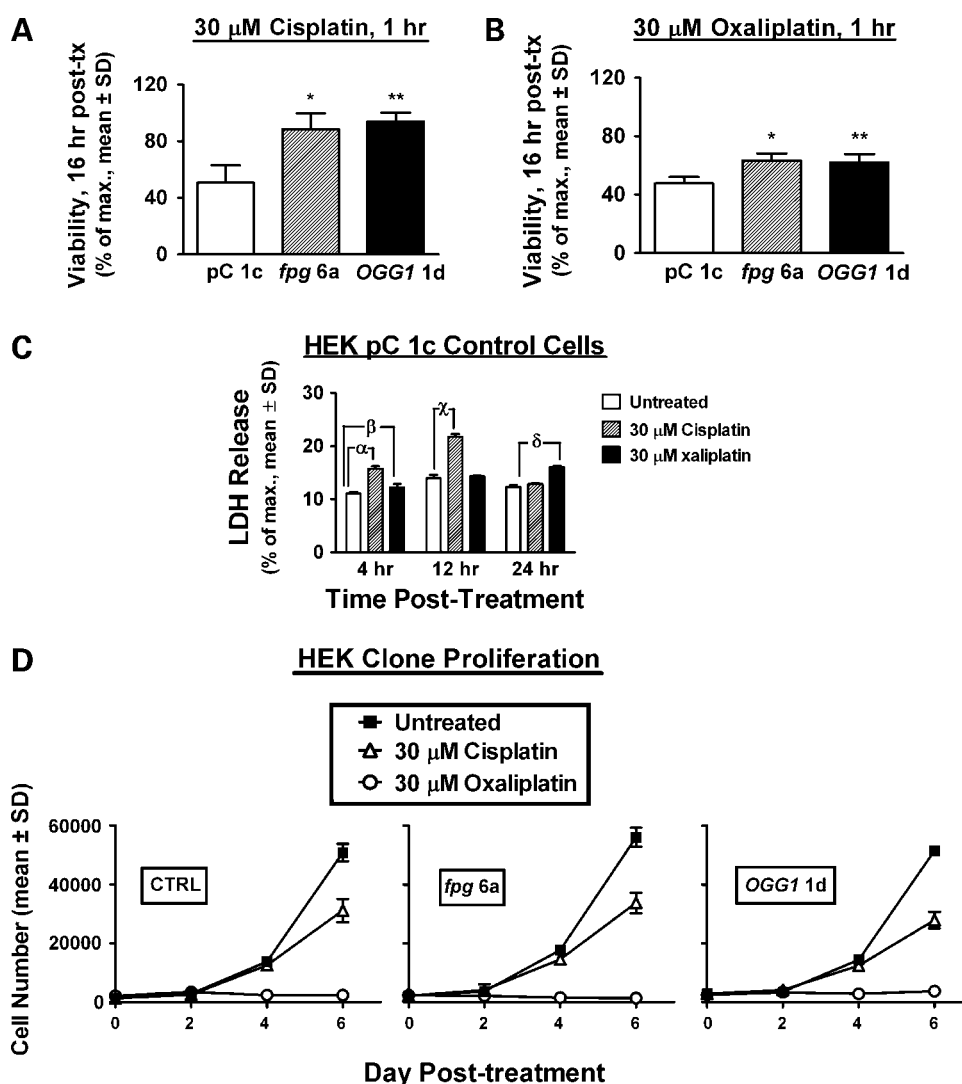 A
30 μM Cisplatin, 1 hr
Viability, 16 hr post-tx
(% of max., mean ± SD)
120
80
40
0
*
**
pC 1c
fpg 6a
OGG1 1d
B
30 μM Oxaliplatin, 1 hr
Viability, 16 hr post-tx
(% of max., mean ± SD)
120
80
40
0
*
**
pC 1c
fpg 6a
OGG1 1d
C
HEK pC 1c Control Cells
LDH Release
(% of max., mean ± SD)
30
20
10
0
α
β
χ
δ
Untreated
30 μM Cisplatin
30 μM xaliplatin
4 hr
12 hr
24 hr
Time Post-Treatment
D
HEK Clone Proliferation
Untreated
30 μM Cisplatin
30 μM Oxaliplatin
Cell Number (mean ± SD)
60000
40000
20000
0
CTRL
fpg 6a
OGG1 1d
0 2 4 6
0 2 4 6
0 2 4 6
Day Post-treatment